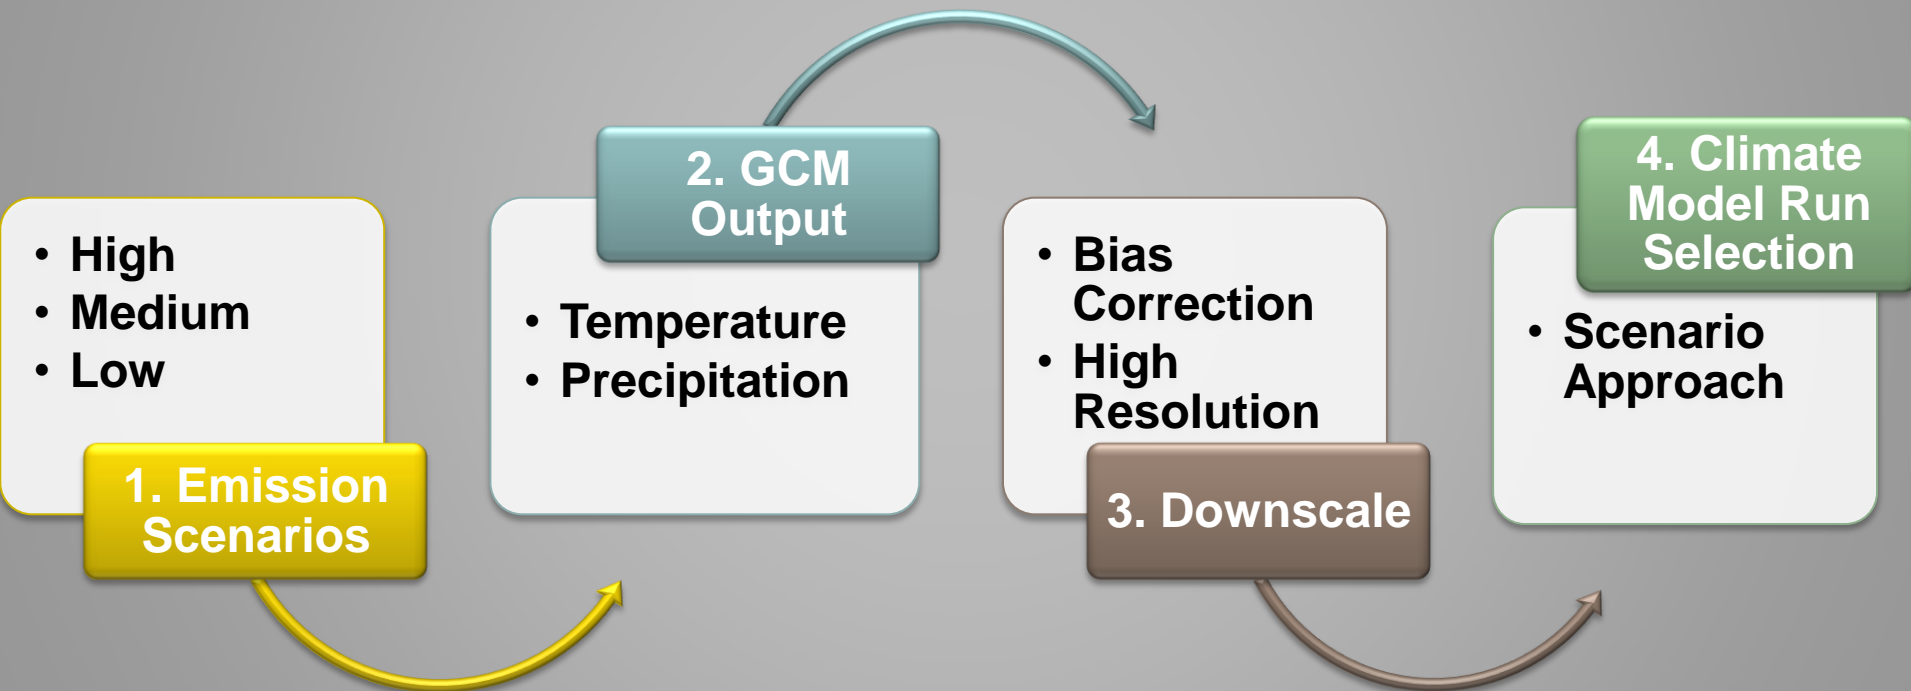 • High
• Medium
• Low
1. Emission
Scenarios
2. GCM
Output
• Temperature
• Precipitation
• Bias
Correction
• High
Resolution
3. Downscale
4. Climate
Model Run
Selection
• Scenario
Approach